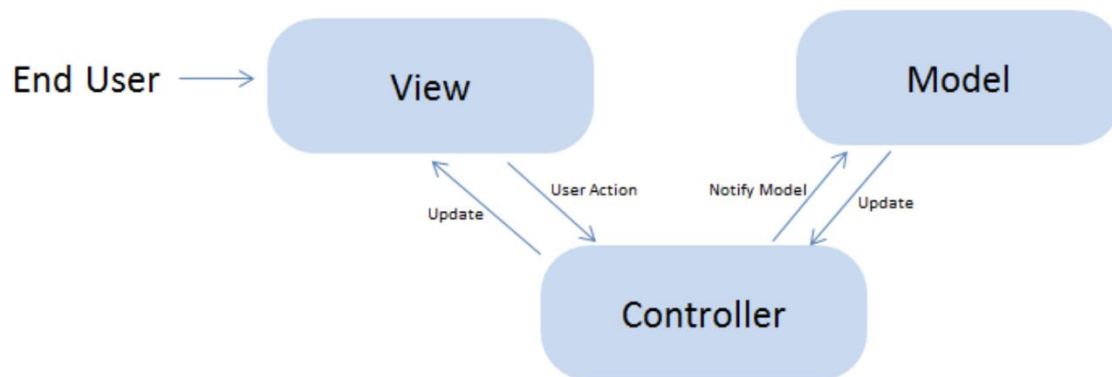 End User
View
Model
User Action
Notify Model
Update
Update
Controller